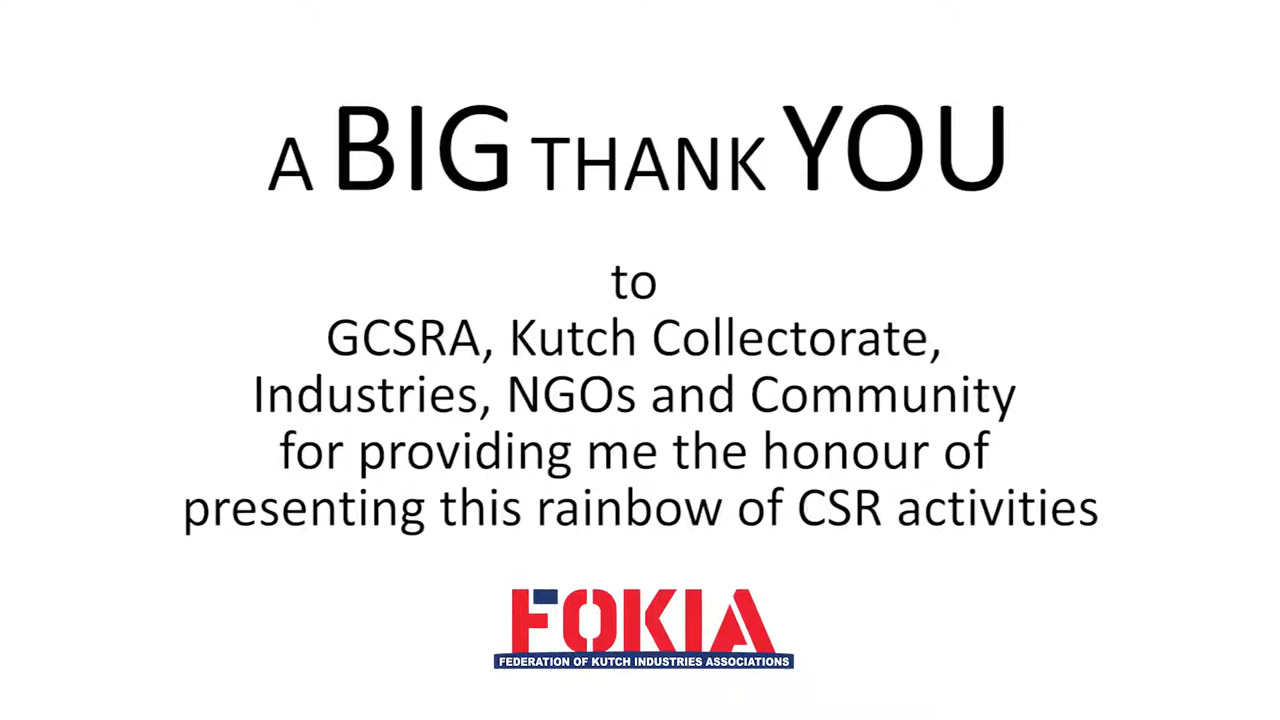 A BIG THANK YOU
to
GCSRA, Kutch Collectorate,
Industries, NGOs and Community
for providing me the honour of
presenting this rainbow of CSR activities
FOKIA
FEDERATION OF KUTCH INDUSTRIES ASSOCIATIONS